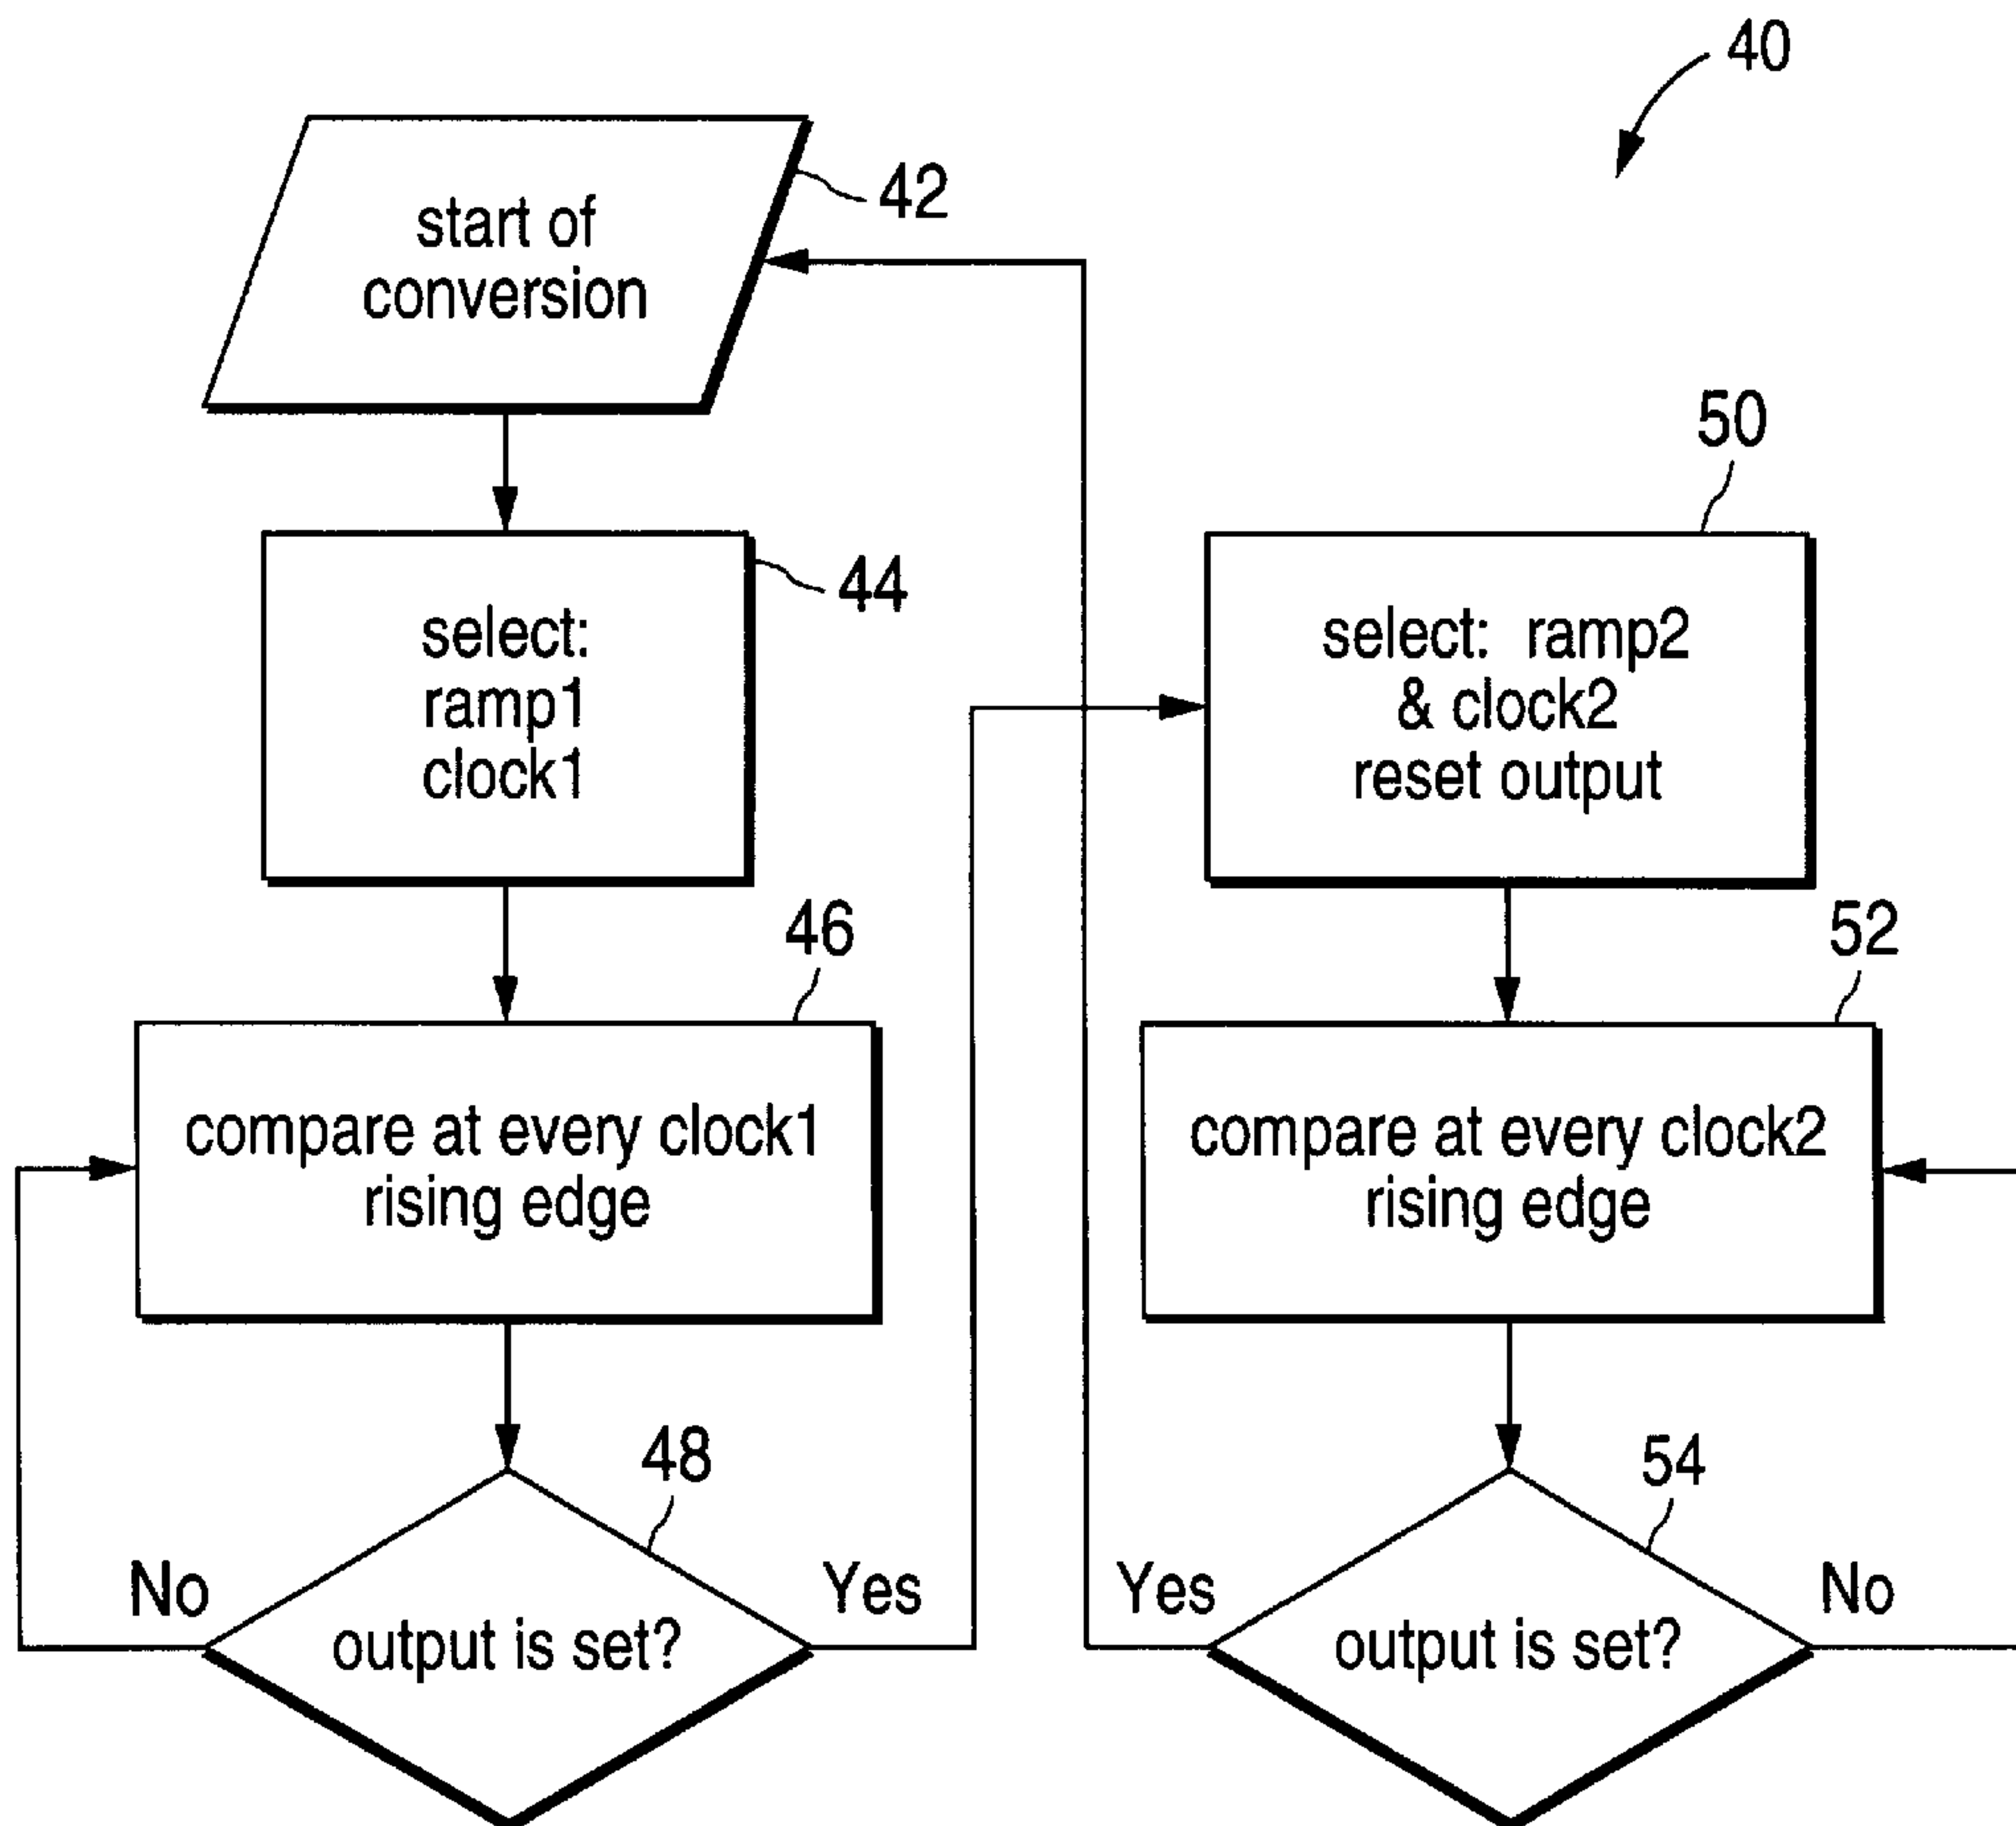 40
42
start of
conversion
44
select:
ramp1
clock1
46
compare at every clock1
rising edge
48
No
Yes
output is set?
50
select: ramp2
& clock2
reset output
52
compare at every clock2
rising edge
54
Yes
No
output is set?